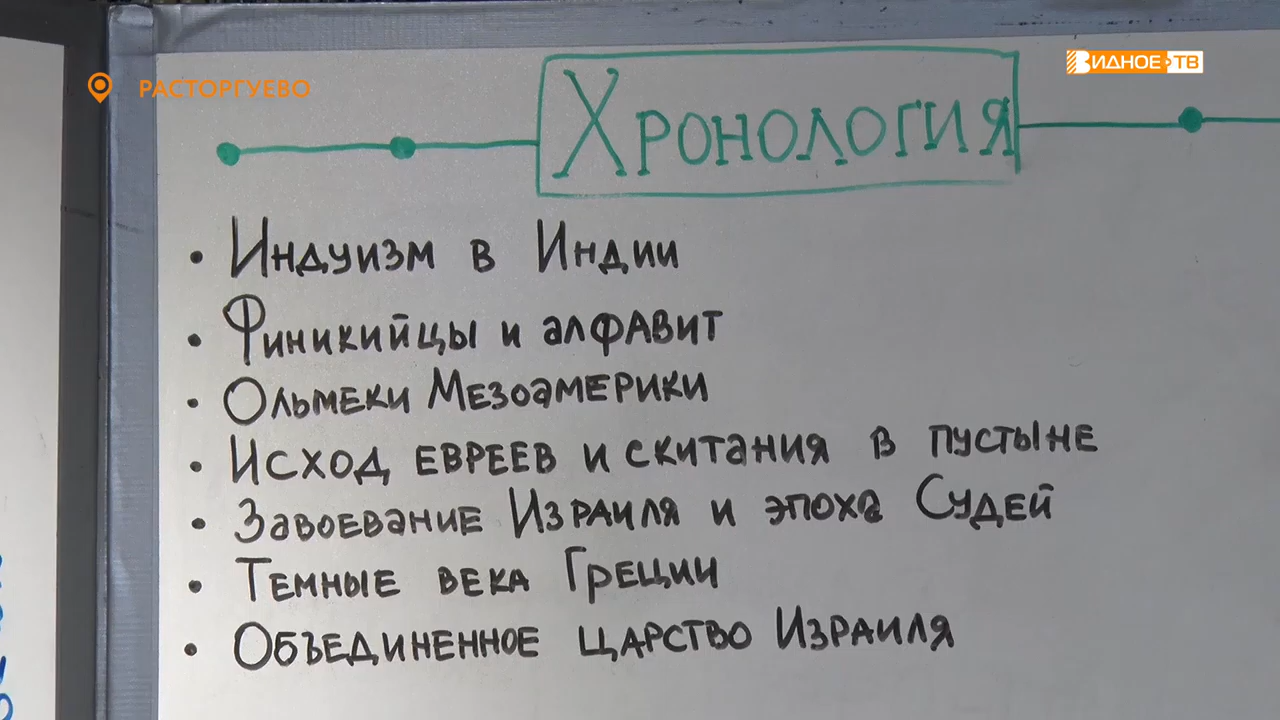 РАСТОРГУЕВО
ВИДНОЕ ТВ
Хронология
• Индуизм в Индии
• Финикийцы и алфавит
• Ольмеки Мезоамерики
• Исход евреев и скитания в пустыне
• Завоевание Израиля и эпоха Судей
• Темные века Греции
• Объединенное царство Израиля